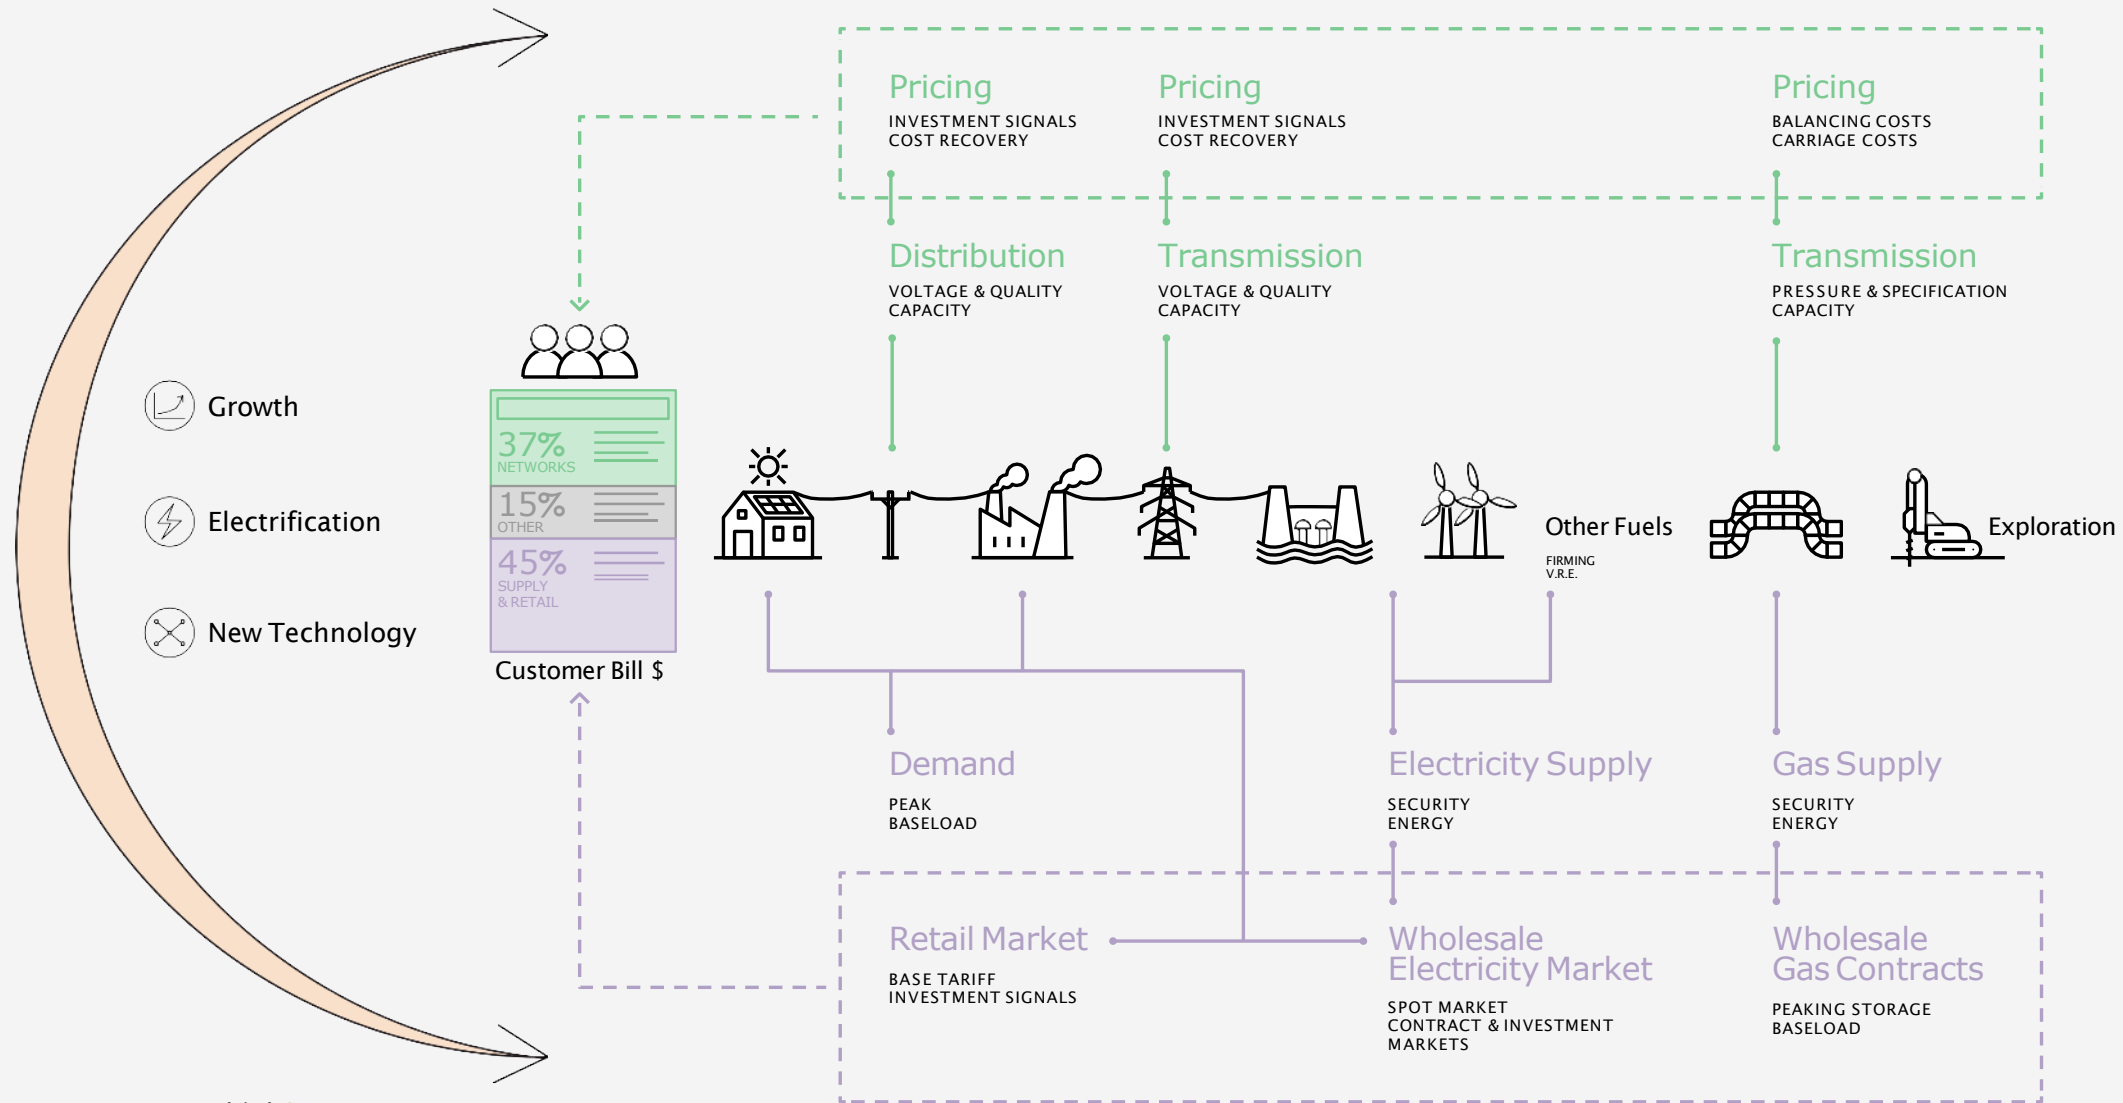 Pricing
INVESTMENT SIGNALS
COST RECOVERY
Pricing
INVESTMENT SIGNALS
COST RECOVERY
Pricing
BALANCING COSTS
CARRIAGE COSTS
Distribution
VOLTAGE & QUALITY
CAPACITY
Transmission
VOLTAGE & QUALITY
CAPACITY
Transmission
PRESSURE & SPECIFICATION
CAPACITY
Growth
Electrification
New Technology
37%
NETWORKS
15%
OTHER
45%
SUPPLY
& RETAIL
Customer Bill $
Other Fuels
FIRMING
V.R.E.
Exploration
Demand
PEAK
BASELOAD
Electricity Supply
SECURITY
ENERGY
Gas Supply
SECURITY
ENERGY
Retail Market
BASE TARIFF
INVESTMENT SIGNALS
Wholesale
Electricity Market
SPOT MARKET
CONTRACT & INVESTMENT
MARKETS
Wholesale
Gas Contracts
PEAKING STORAGE
BASELOAD